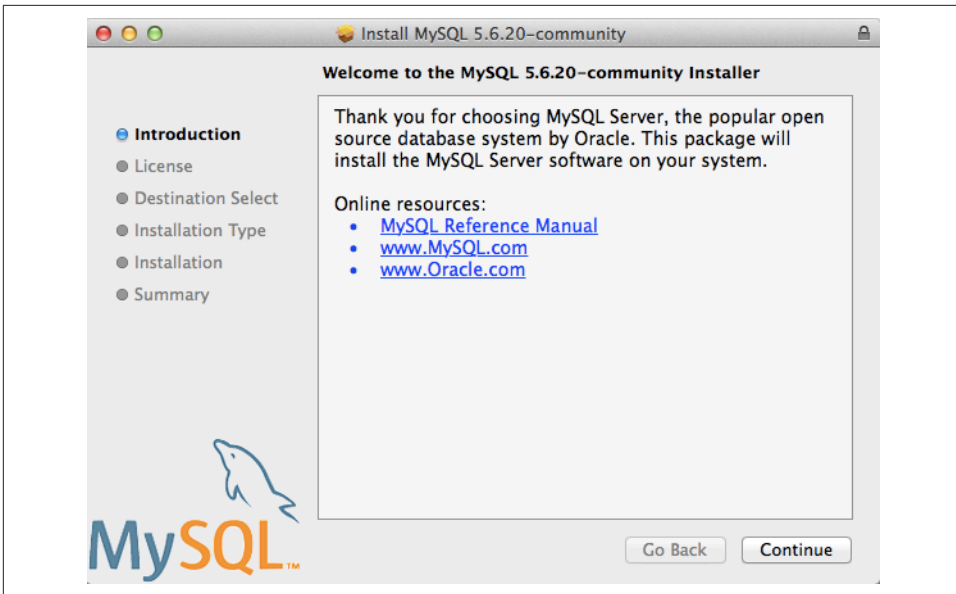 Install MySQL 5.6.20-community
Welcome to the MySQL 5.6.20-community Installer
Introduction
License
Destination Select
Installation Type
Installation
Summary
Thank you for choosing MySQL Server, the popular open
source database system by Oracle. This package will
install the MySQL Server software on your system.
Online resources:
• MySQL Reference Manual
• www.MySQL.com
• www.Oracle.com
MySQL™
Go Back
Continue